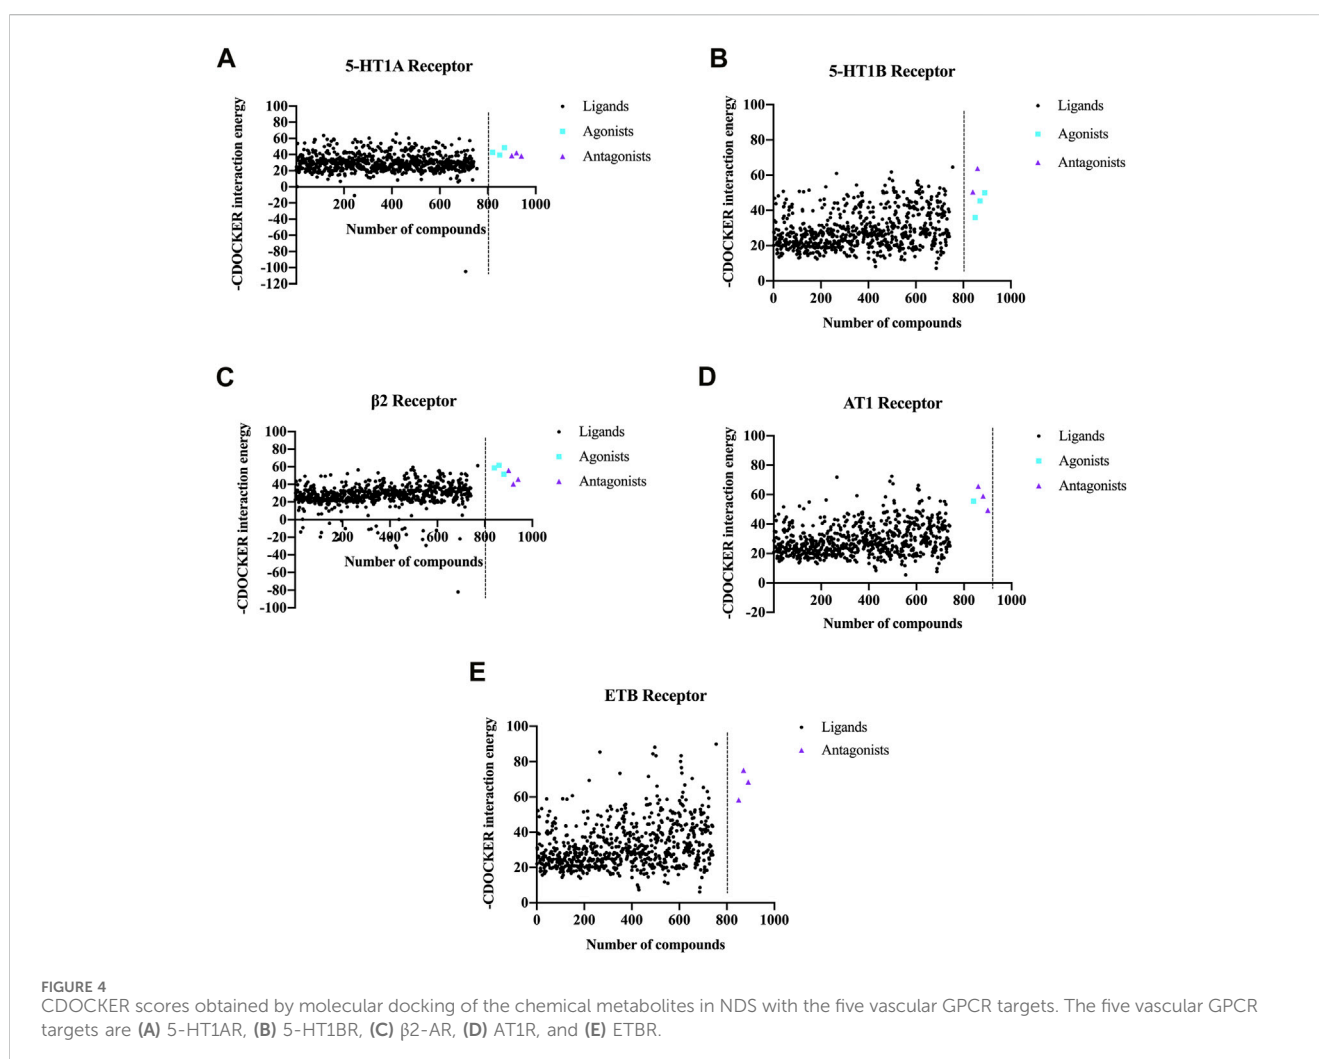 A
5-HT1A Receptor
-CDOCKER interaction energy
100
80
60
40
20
0
-20
-40
-60
-80
-100
-120
200 400 600 800 1000
Number of compounds
Ligands
Agonists
Antagonists
B
5-HT1B Receptor
-CDOCKER interaction energy
100
80
60
40
20
0
0 200 400 600 800 1000
Number of compounds
Ligands
Agonists
Antagonists
C
β2 Receptor
-CDOCKER interaction energy
100
80
60
40
20
0
-20
-40
-60
-80
-100
200 400 600 800 1000
Number of compounds
Ligands
Agonists
Antagonists
D
AT1 Receptor
-CDOCKER interaction energy
100
80
60
40
20
0
-20
200 400 600 800 1000
Number of compounds
Ligands
Agonists
Antagonists
E
ETB Receptor
-CDOCKER interaction energy
100
80
60
40
20
0
0 200 400 600 800 1000
Number of compounds
Ligands
Antagonists
FIGURE 4
CDOCKER scores obtained by molecular docking of the chemical metabolites in NDS with the five vascular GPCR targets. The five vascular GPCR
targets are (A) 5-HT1AR, (B) 5-HT1BR, (C) β2-AR, (D) AT1R, and (E) ETBR.